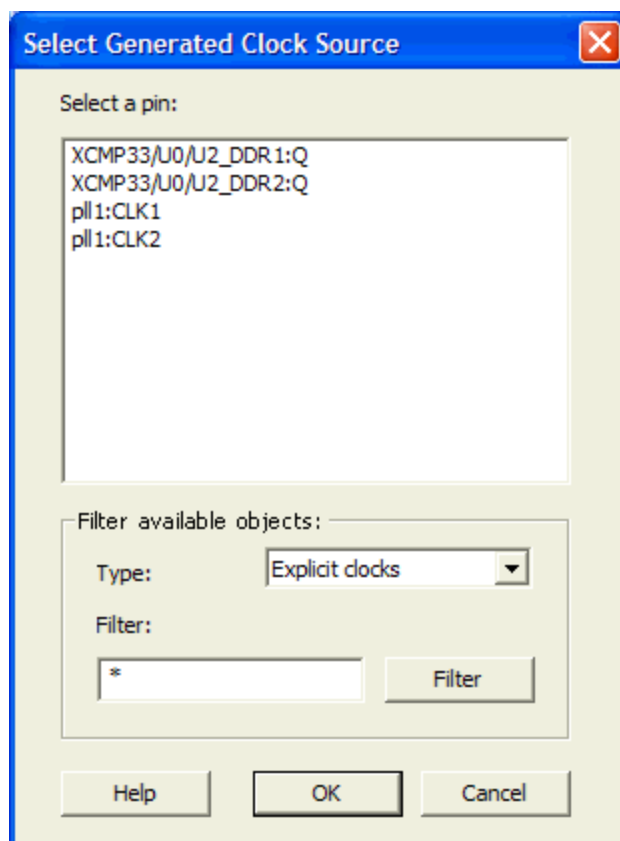 Select Generated Clock Source
Select a pin:
XCMP33/U0/U2_DDR1:Q
XCMP33/U0/U2_DDR2:Q
pll1:CLK1
pll1:CLK2
Filter available objects:
Type:
Explicit clocks
Filter:
*
Filter
Help
OK
Cancel